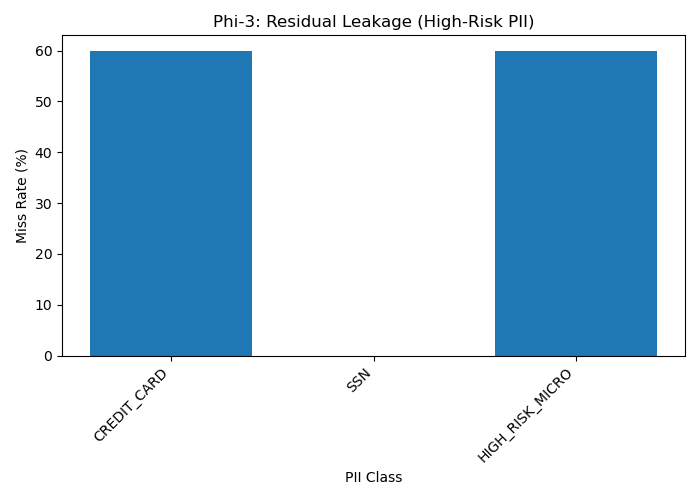 Phi-3: Residual Leakage (High-Risk PII)
Miss Rate (%)
60
50
40
30
20
10
0
CREDIT_CARD
SSN
HIGH_RISK_MICRO
PII Class